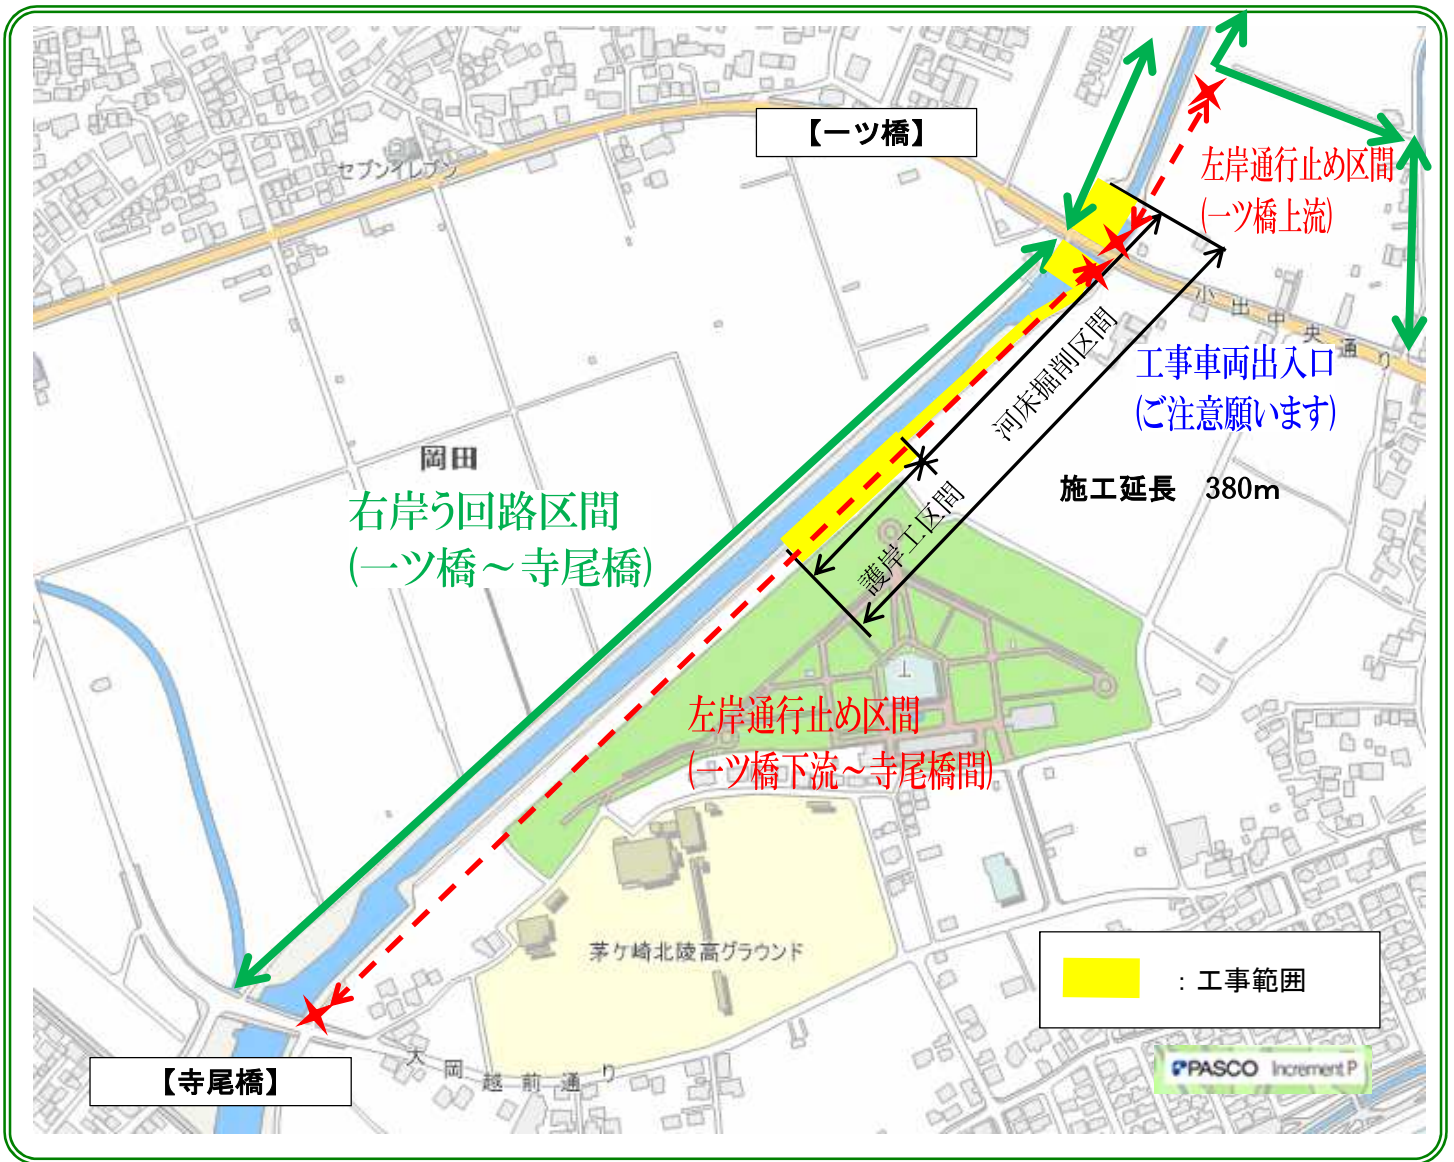 【一ツ橋】
セブンイレブン
左岸通行止め区間
(一ツ橋上流)
小出中央通り
工事車両出入口
(ご注意願います)
河床掘削区間
施工延長　380m
岡田
右岸う回路区間
(一ツ橋～寺尾橋)
護岸工区間
左岸通行止め区間
(一ツ橋下流～寺尾橋間)
茅ケ崎北陵高グラウンド
：工事範囲
大岡越前通り
【寺尾橋】
PASCO Increment P